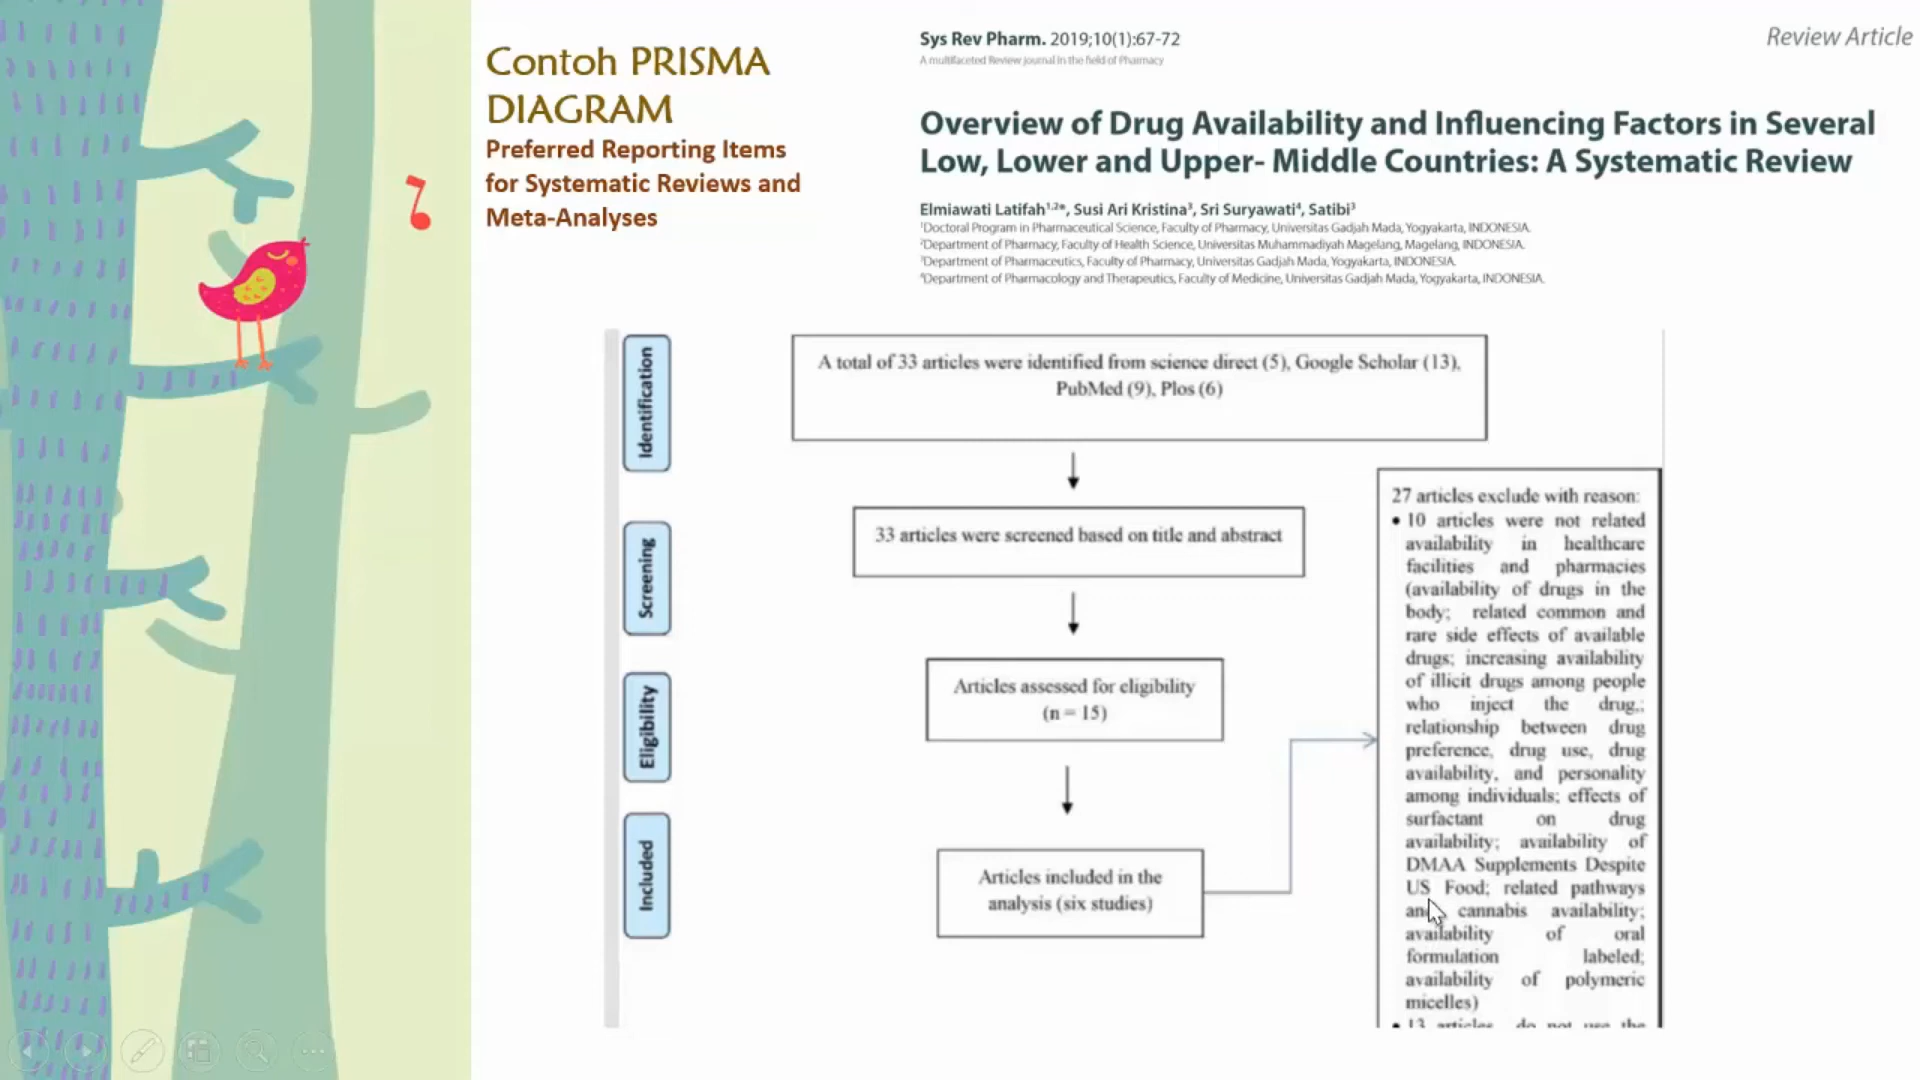 Contoh PRISMA
DIAGRAM
Preferred Reporting Items
for Systematic Reviews and
Meta-Analyses
Sys Rev Pharm. 2019;10(1):67-72
A multifaceted Review journal in the field of Pharmacy
Review Article
Overview of Drug Availability and Influencing Factors in Several
Low, Lower and Upper- Middle Countries: A Systematic Review
Elmiawati Latifah¹,²*, Susi Ari Kristina³, Sri Suryawati⁴, Satibi³
¹Doctoral Program in Pharmaceutical Science, Faculty of Pharmacy, Universitas Gadjah Mada, Yogyakarta, INDONESIA.
²Department of Pharmacy, Faculty of Health Science, Universitas Muhammadiyah Magelang, Magelang, INDONESIA.
³Department of Pharmaceutics, Faculty of Pharmacy, Universitas Gadjah Mada, Yogyakarta, INDONESIA.
⁴Department of Pharmacology and Therapeutics, Faculty of Medicine, Universitas Gadjah Mada, Yogyakarta, INDONESIA.
Identification
A total of 33 articles were identified from science direct (5), Google Scholar (13),
PubMed (9), Plos (6)
Screening
33 articles were screened based on title and abstract
Eligibility
Articles assessed for eligibility
(n = 15)
Included
Articles included in the
analysis (six studies)
27 articles exclude with reason:
• 10 articles were not related
availability in healthcare
facilities and pharmacies
(availability of drugs in the
body; related common and
rare side effects of available
drugs; increasing availability
of illicit drugs among people
who inject the drug,;
relationship between drug
preference, drug use, drug
availability, and personality
among individuals; effects of
surfactant on drug
availability; availability of
DMAA Supplements Despite
US Food; related pathways
and cannabis availability;
availability of oral
formulation labeled;
availability of polymeric
micelles)
• 13 articles do not use the